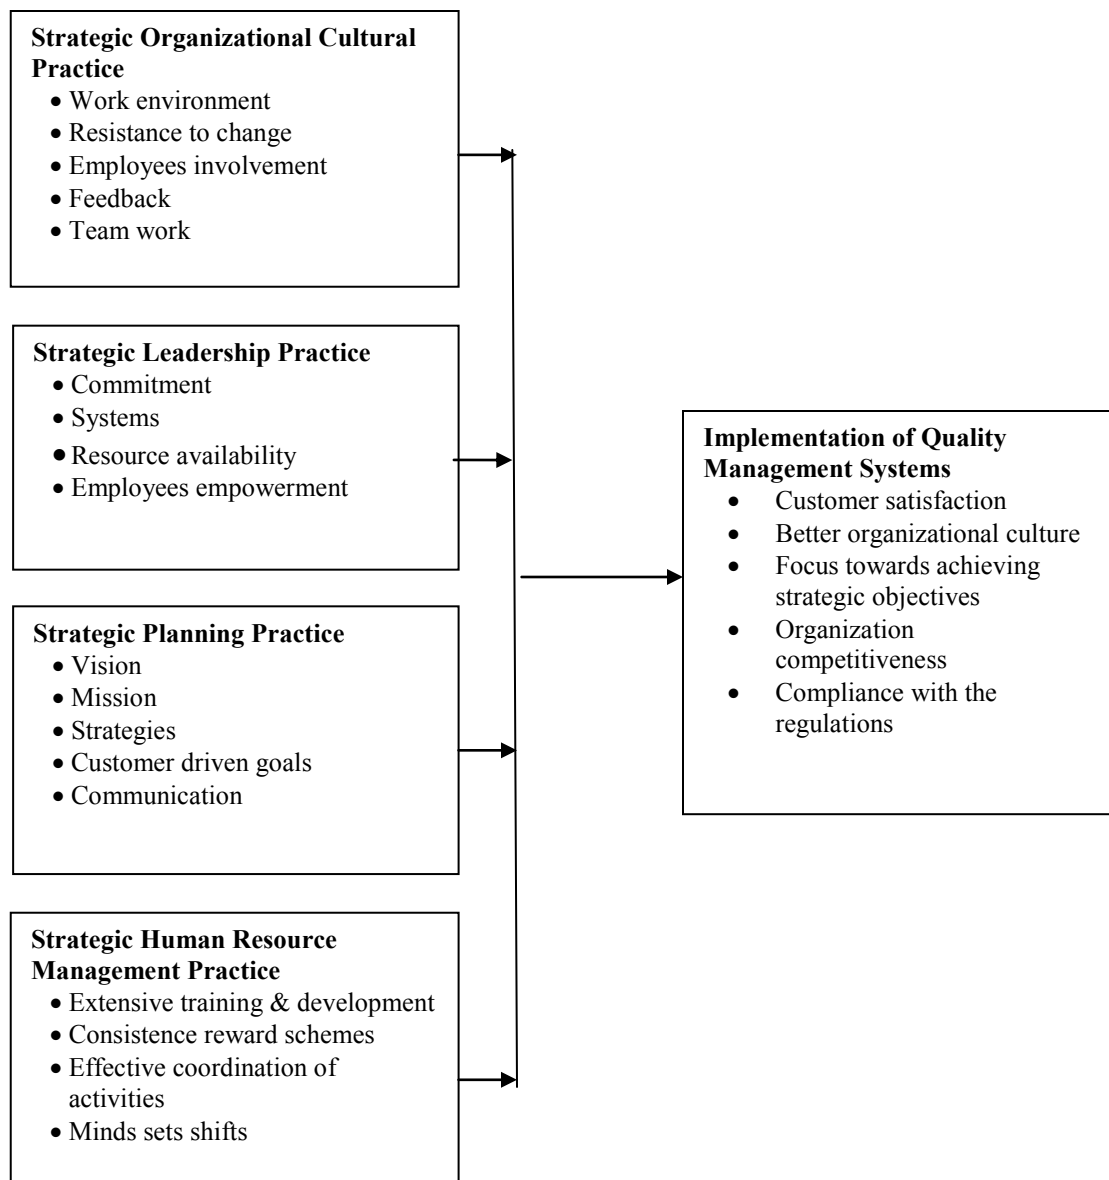 Strategic Organizational Cultural
Practice
• Work environment
• Resistance to change
• Employees involvement
• Feedback
• Team work
Strategic Leadership Practice
• Commitment
• Systems
• Resource availability
• Employees empowerment
Strategic Planning Practice
• Vision
• Mission
• Strategies
• Customer driven goals
• Communication
Strategic Human Resource
Management Practice
• Extensive training & development
• Consistence reward schemes
• Effective coordination of
activities
• Minds sets shifts
Implementation of Quality
Management Systems
• Customer satisfaction
• Better organizational culture
• Focus towards achieving
strategic objectives
• Organization
competitiveness
• Compliance with the
regulations